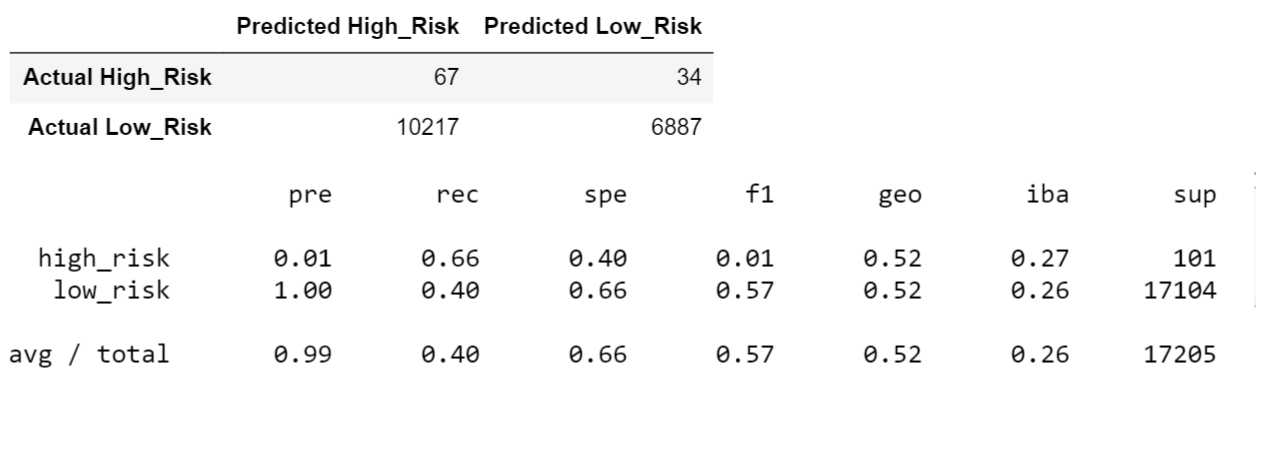 Predicted High_Risk Predicted Low_Risk
Actual High_Risk 67 34
Actual Low_Risk 10217 6887
pre rec spe f1 geo iba sup
high_risk 0.01 0.66 0.40 0.01 0.52 0.27 101
low_risk 1.00 0.40 0.66 0.57 0.52 0.26 17104
avg / total 0.99 0.40 0.66 0.57 0.52 0.26 17205